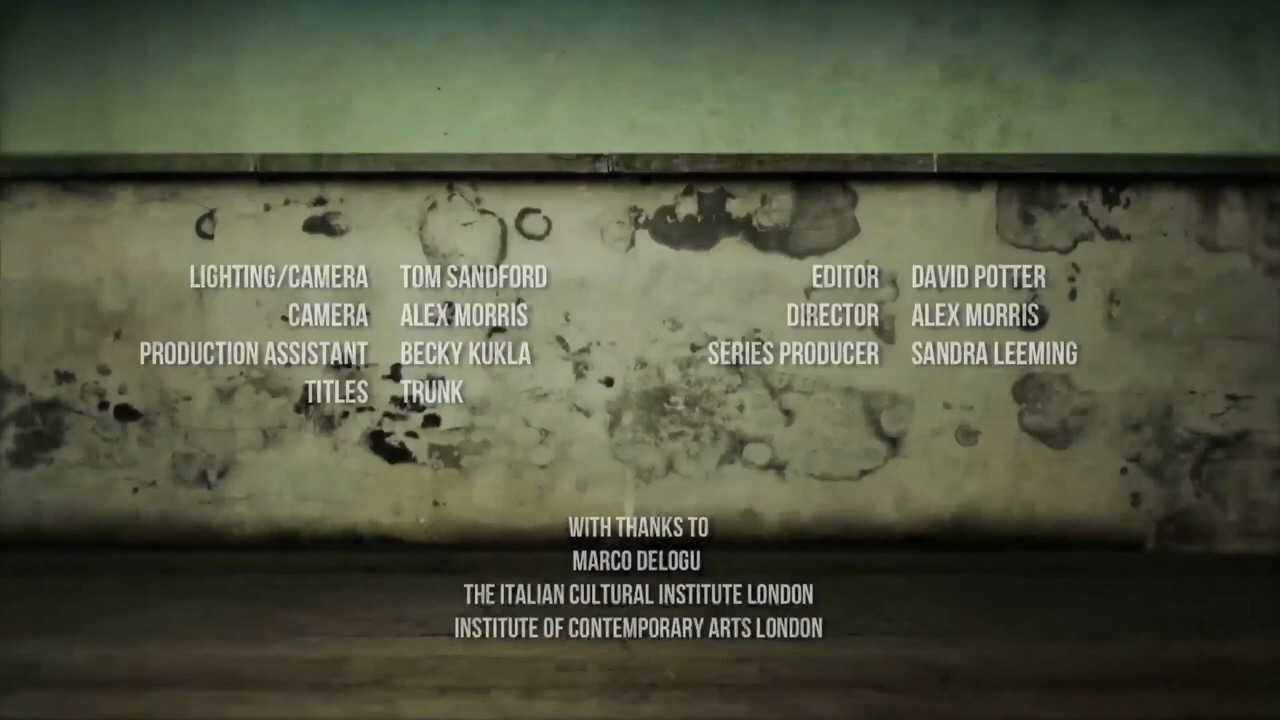 LIGHTING/CAMERA TOM SANDFORD
CAMERA ALEX MORRIS
PRODUCTION ASSISTANT BECKY KUKLA
TITLES TRUNK
EDITOR DAVID POTTER
DIRECTOR ALEX MORRIS
SERIES PRODUCER SANDRA LEEMING
WITH THANKS TO
MARCO DELOGU
THE ITALIAN CULTURAL INSTITUTE LONDON
INSTITUTE OF CONTEMPORARY ARTS LONDON